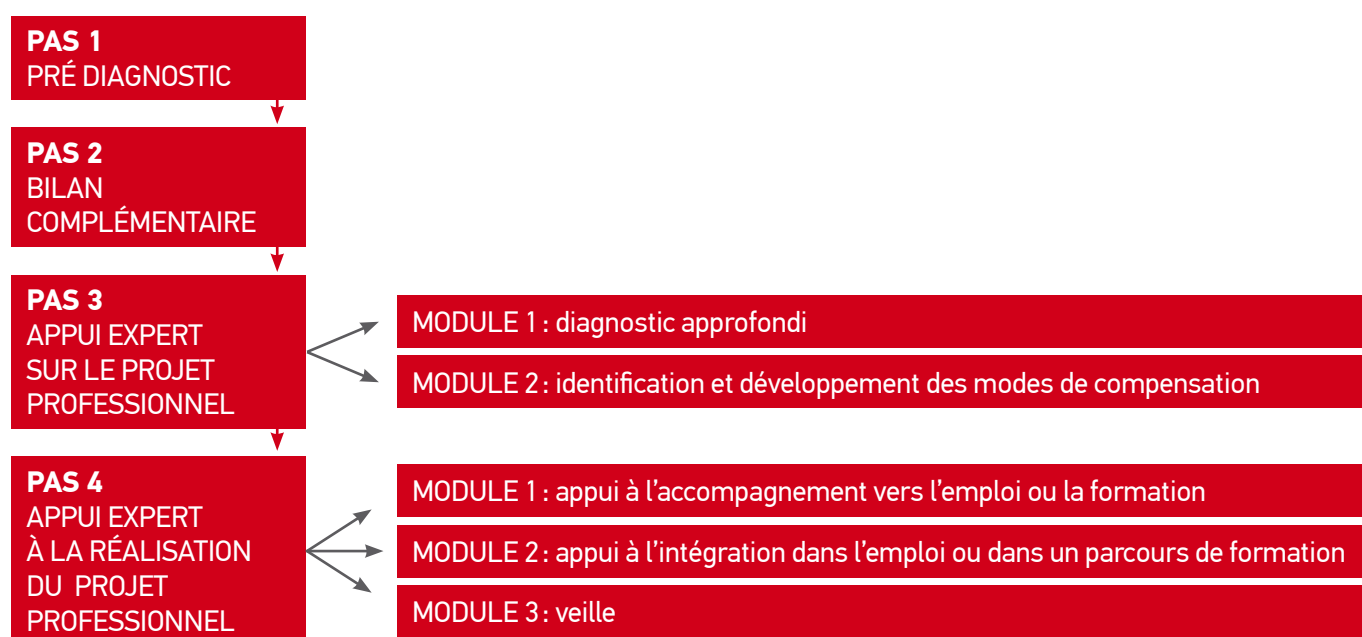 PAS 1
PRÉ DIAGNOSTIC
PAS 2
BILAN
COMPLÉMENTAIRE
PAS 3
APPUI EXPERT
SUR LE PROJET
PROFESSIONNEL
MODULE 1 : diagnostic approfondi
MODULE 2 : identification et développement des modes de compensation
PAS 4
APPUI EXPERT
À LA RÉALISATION
DU PROJET
PROFESSIONNEL
MODULE 1 : appui à l’accompagnement vers l’emploi ou la formation
MODULE 2 : appui à l’intégration dans l’emploi ou dans un parcours de formation
MODULE 3 : veille